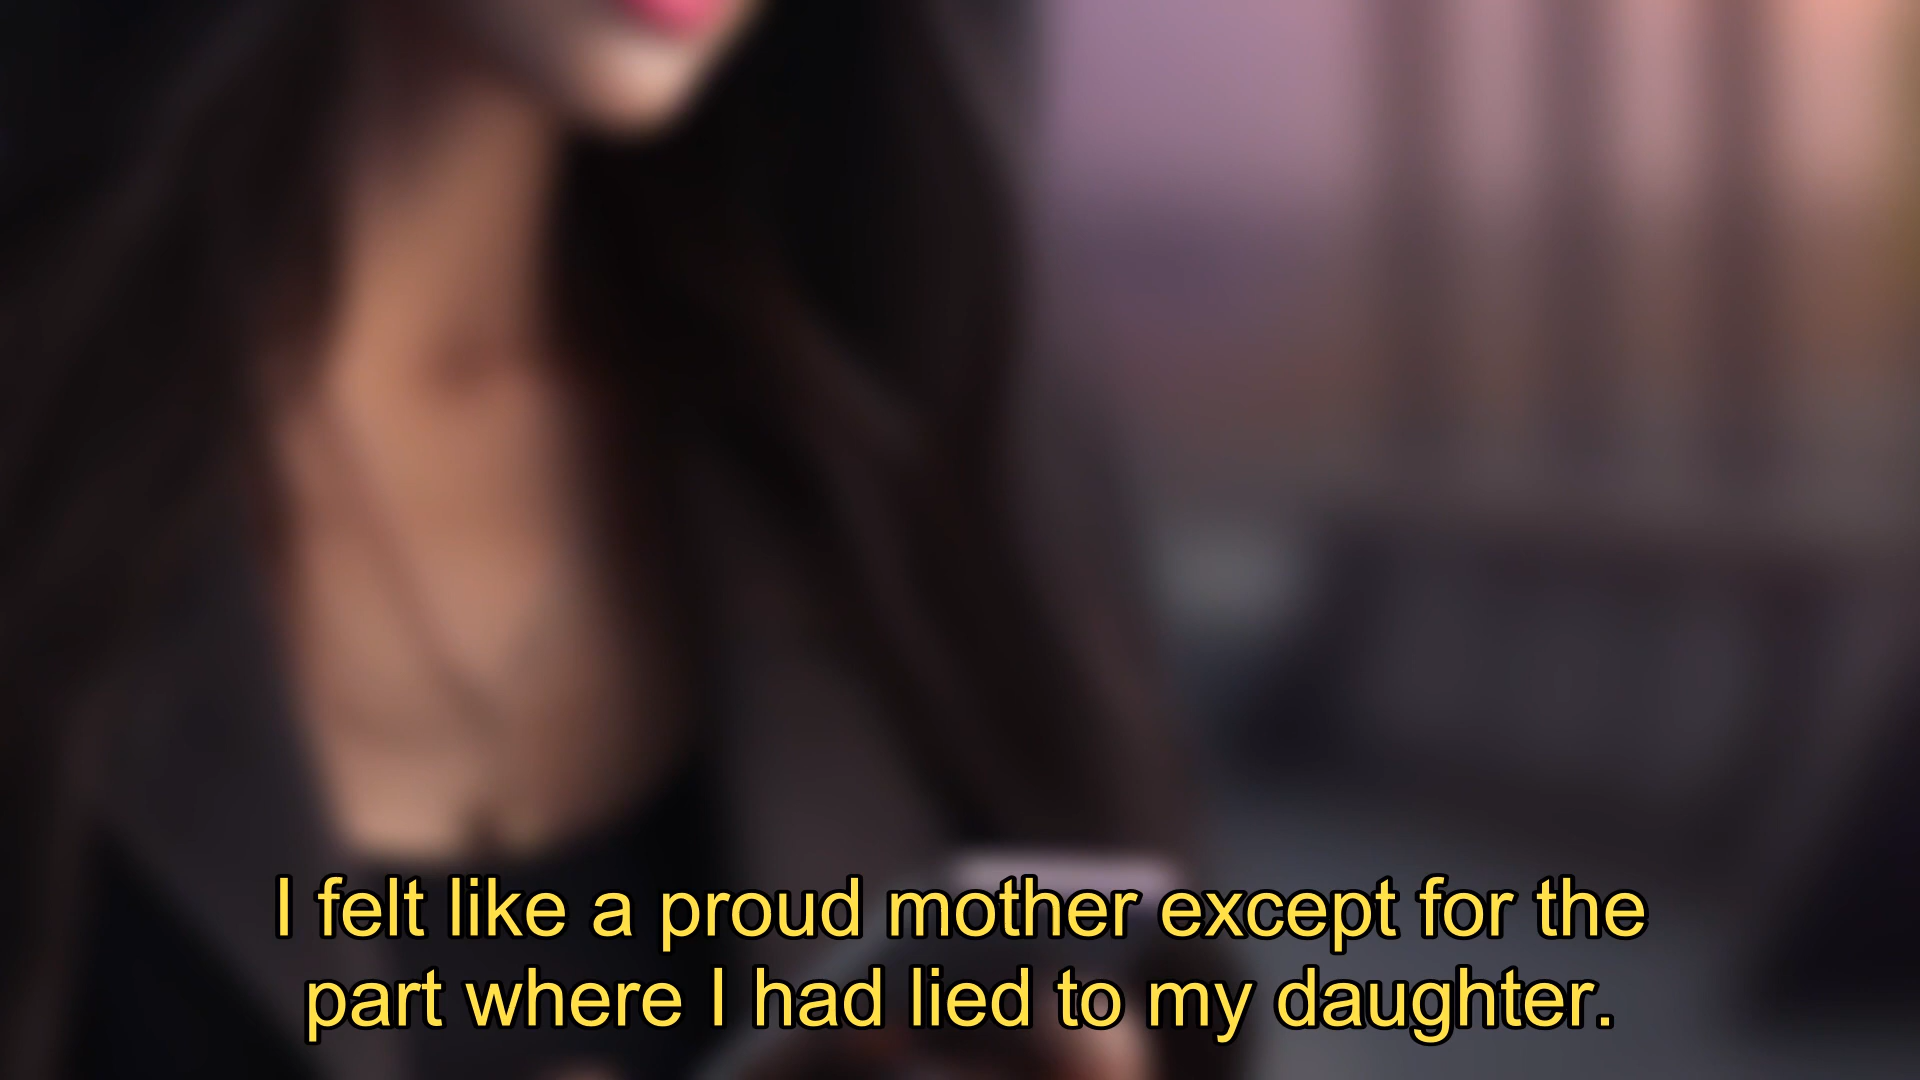 I felt like a proud mother except for the
part where I had lied to my daughter.